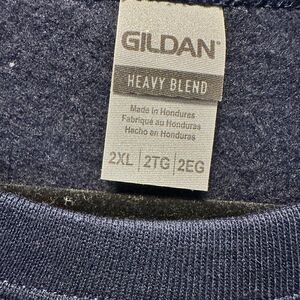 GILDAN®
HEAVY BLEND
Made in Honduras
Fabriqué au Honduras
Hecho en Honduras
2XL | 2TG | 2EG